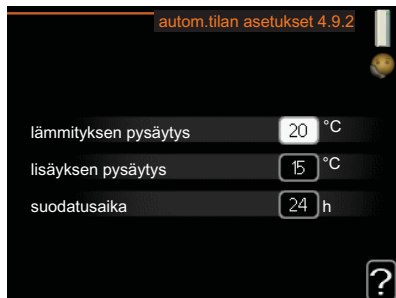 autom.tilan asetukset 4.9.2
lämmityksen pysäytys 20 °C
lisäyksen pysäytys 15 °C
suodatusaika 24 h
?